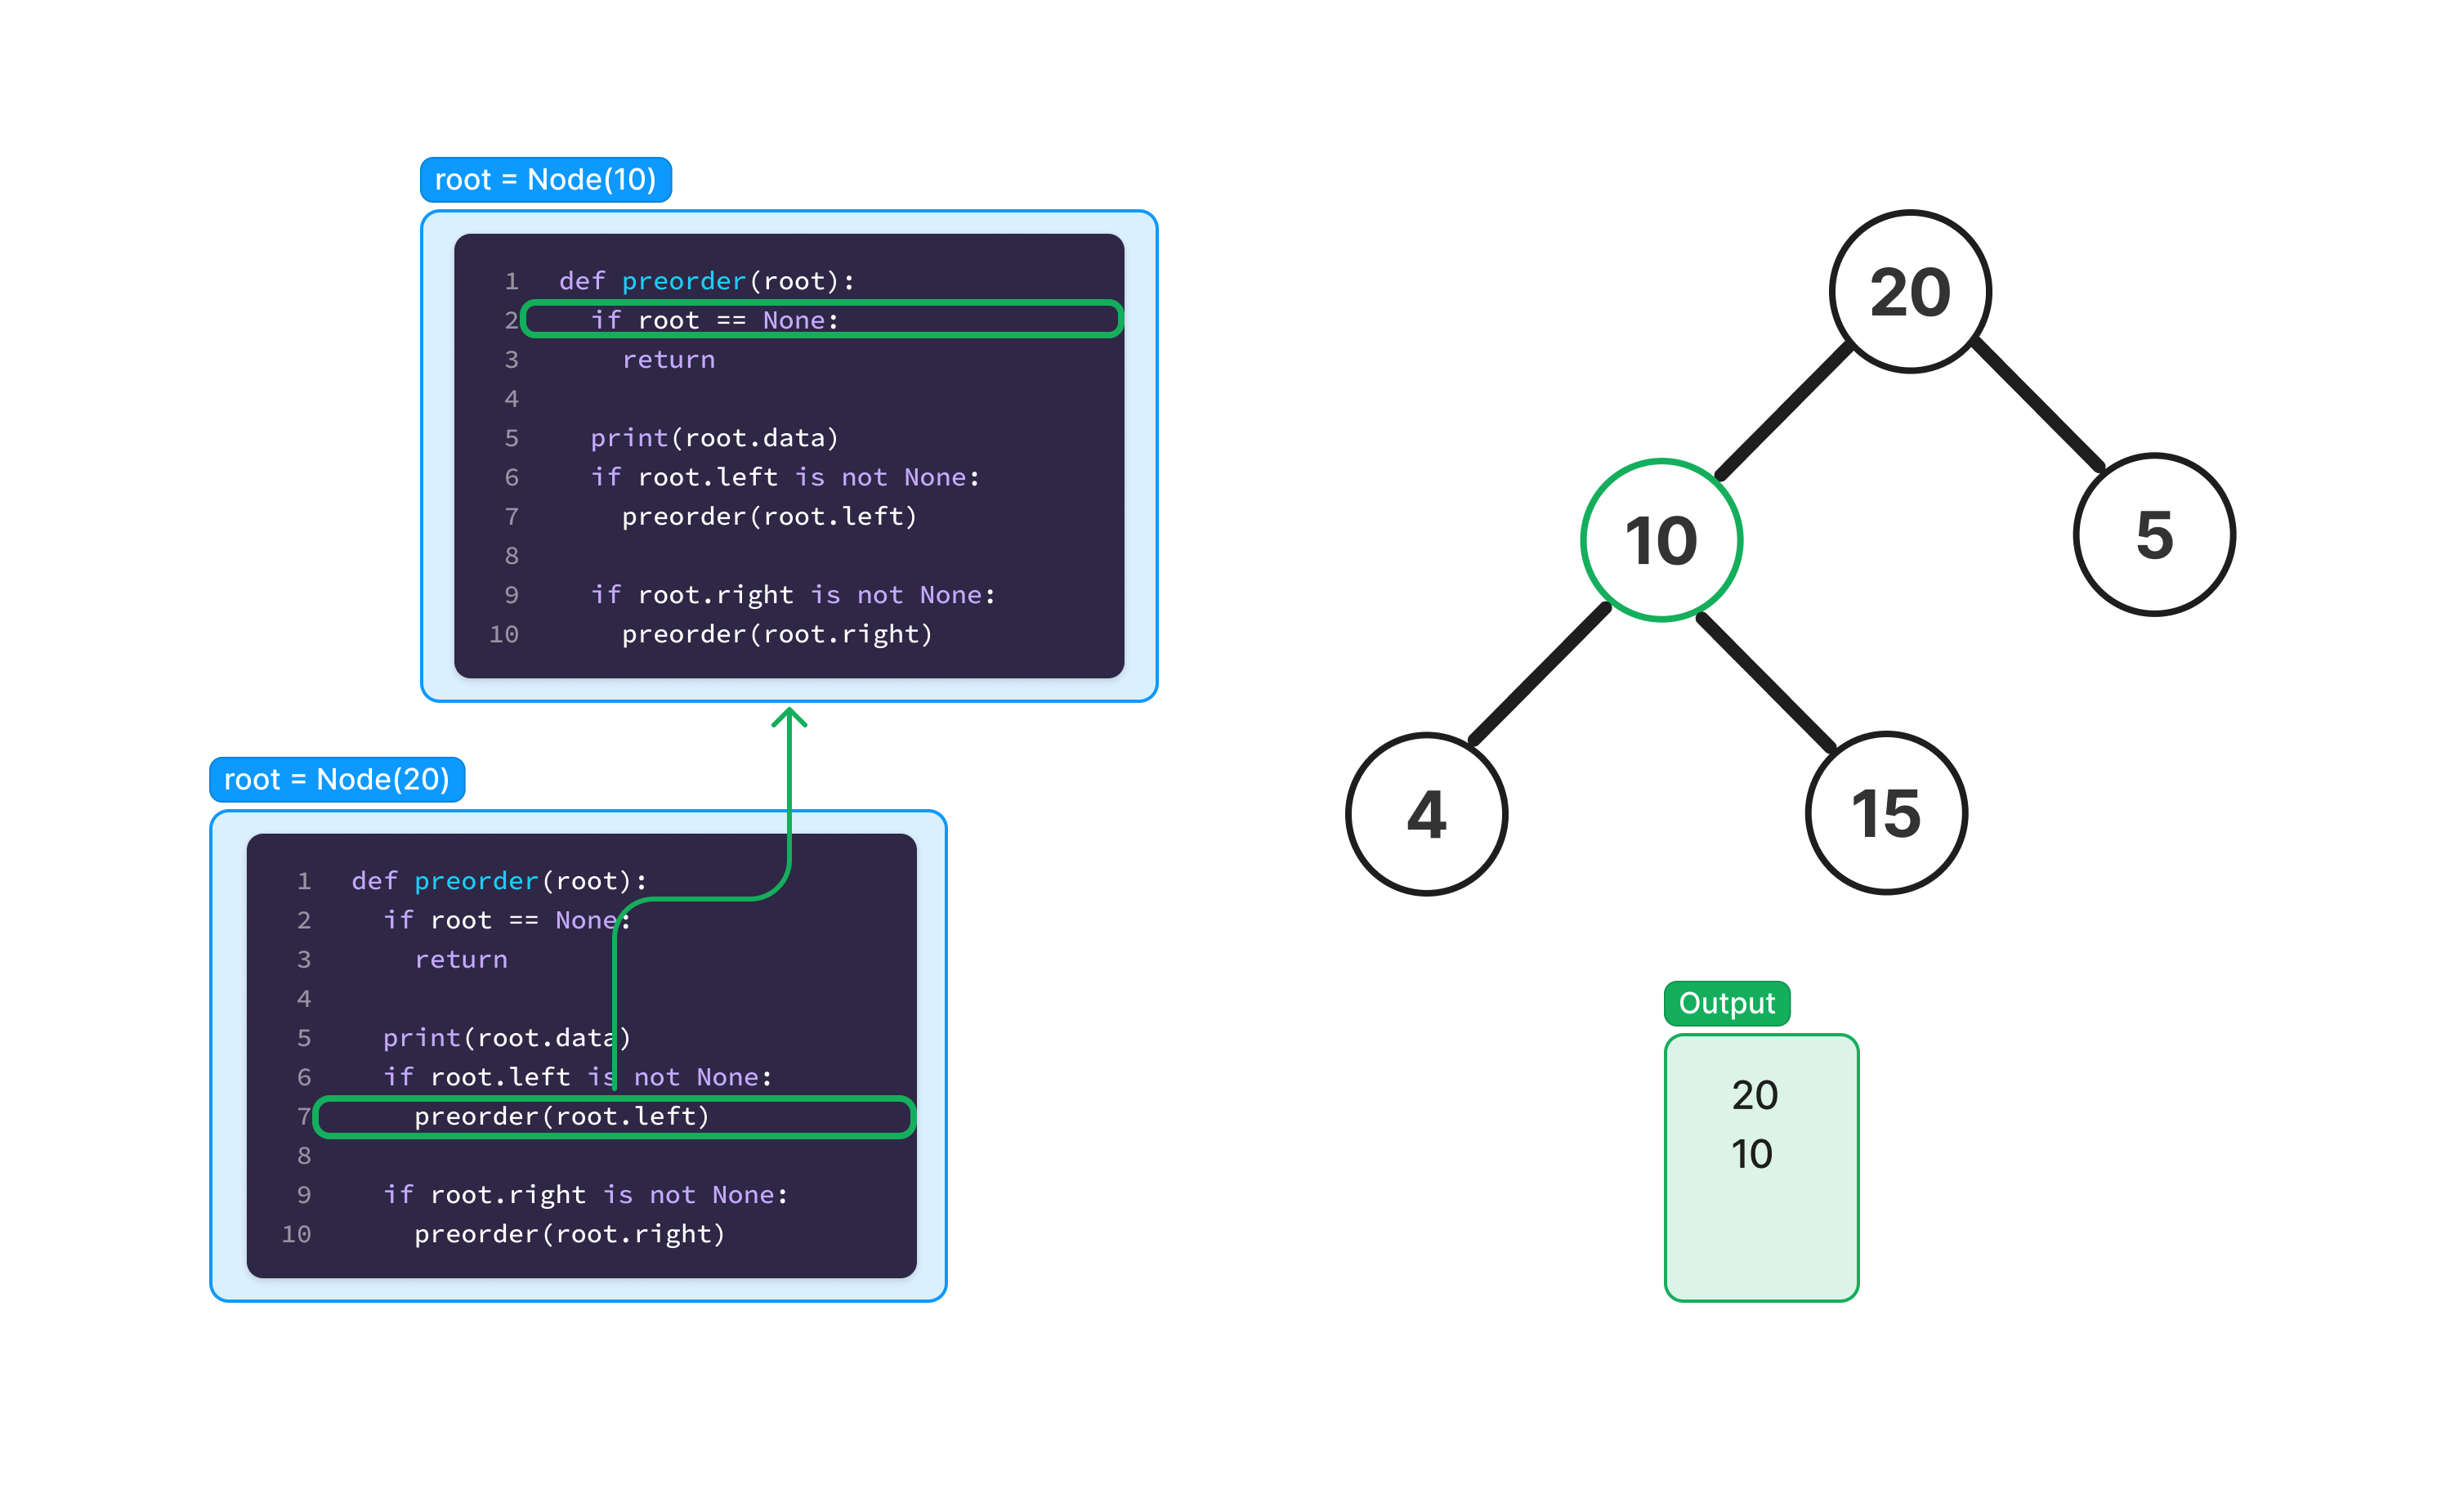 root = Node(10)
1 def preorder(root):
2 if root == None:
3 return
4
5 print(root.data)
6 if root.left is not None:
7 preorder(root.left)
8
9 if root.right is not None:
10 preorder(root.right)
root = Node(20)
1 def preorder(root):
2 if root == None:
3 return
4
5 print(root.data)
6 if root.left is not None:
7 preorder(root.left)
8
9 if root.right is not None:
10 preorder(root.right)
20
10
5
4
15
Output
20
10